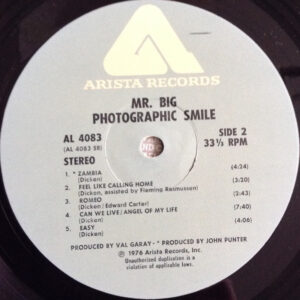 ARISTA RECORDS
MR. BIG
PHOTOGRAPHIC SMILE
AL 4083
(AL 4083 SB)
STEREO
SIDE 2
33⅓ RPM
1. * ZAMBIA (4:24)
(Dicken)
2. FEEL LIKE CALLING HOME (3:20)
(Dicken, assisted by Flaming Rasmussen)
3. ROMEO (2:43)
(Dicken/Edward Carter)
4. CAN WE LIVE/ANGEL OF MY LIFE (7:40)
(Dicken)
5. EASY (4:06)
(Dicken)
PRODUCED BY VAL GARAY - * PRODUCED BY JOHN PUNTER
℗ 1976 Arista Records, Inc.
Unauthorized duplication is a
violation of applicable laws.